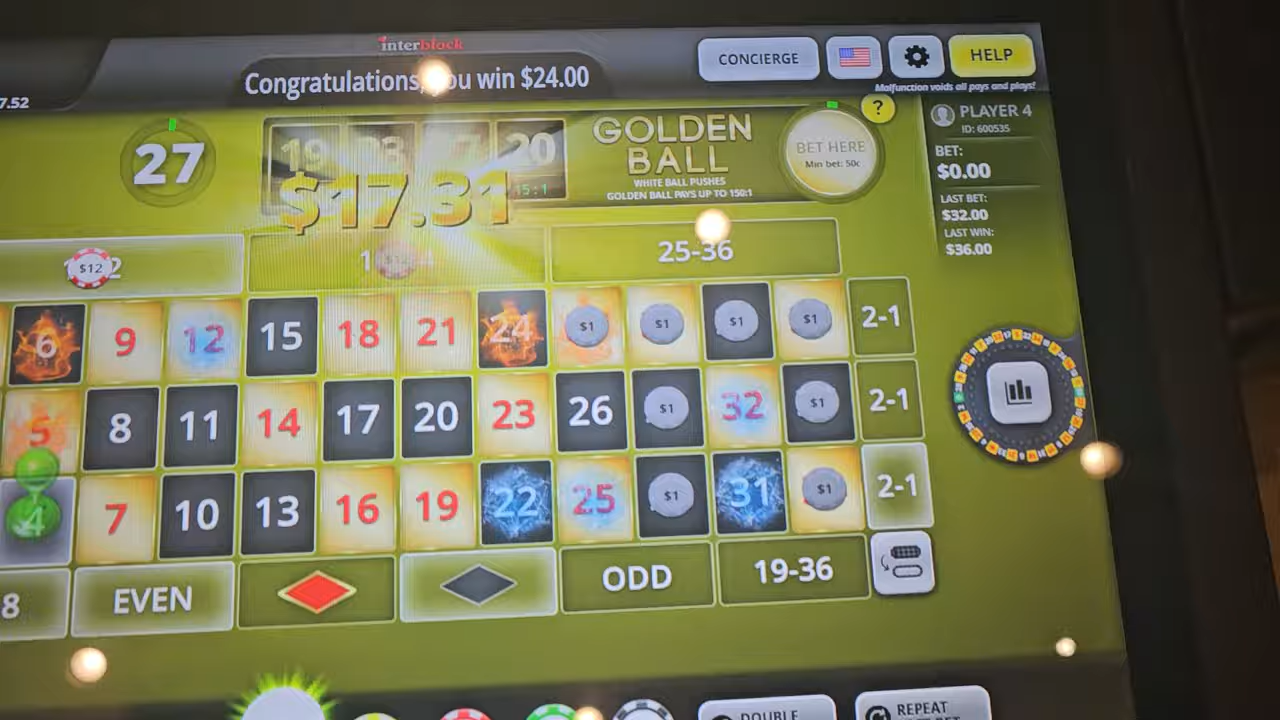 interblock
Congratulations, you win $24.00
CONCIERGE
HELP
Malfunction voids all pays and plays!
7.52
27
19 23 27 20
15:1
$17.31
GOLDEN
BALL
WHITE BALL PUSHES
GOLDEN BALL PAYS UP TO 150:1
BET HERE
Min bet: 50c
?
PLAYER 4
ID: 600535
BET:
$0.00
LAST BET:
$32.00
LAST WIN:
$36.00
$12
$12
25-36
6 9 12 15 18 21 24 $1 $1 $1 $1 2-1
5 8 11 14 17 20 23 26 $1 32 $1 2-1
4 7 10 13 16 19 22 25 $1 31 $1 2-1
8 EVEN ODD 19-36
DOUBLE
REPEAT